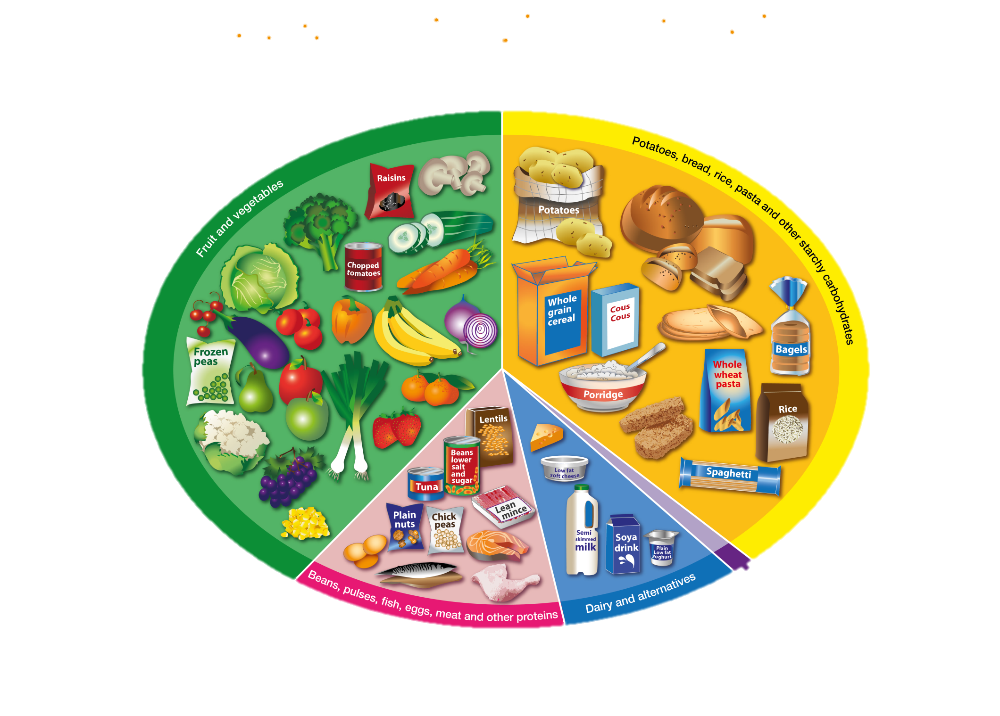 Fruit and vegetables
Raisins
Chopped
tomatoes
Frozen
peas
Potatoes, bread, rice, pasta and other starchy carbohydrates
Potatoes
Whole
grain
cereal
Cous
Cous
Bagels
Porridge
Whole
wheat
pasta
Rice
Spaghetti
Lentils
Beans
lower
salt
and
sugar
Tuna
Lean
mince
Plain
nuts
Chick
peas
Beans, pulses, fish, eggs, meat and other proteins
Low fat
soft cheese
Semi
skimmed
milk
Soya
drink
Plain
Low fat
yoghurt
Dairy and alternatives